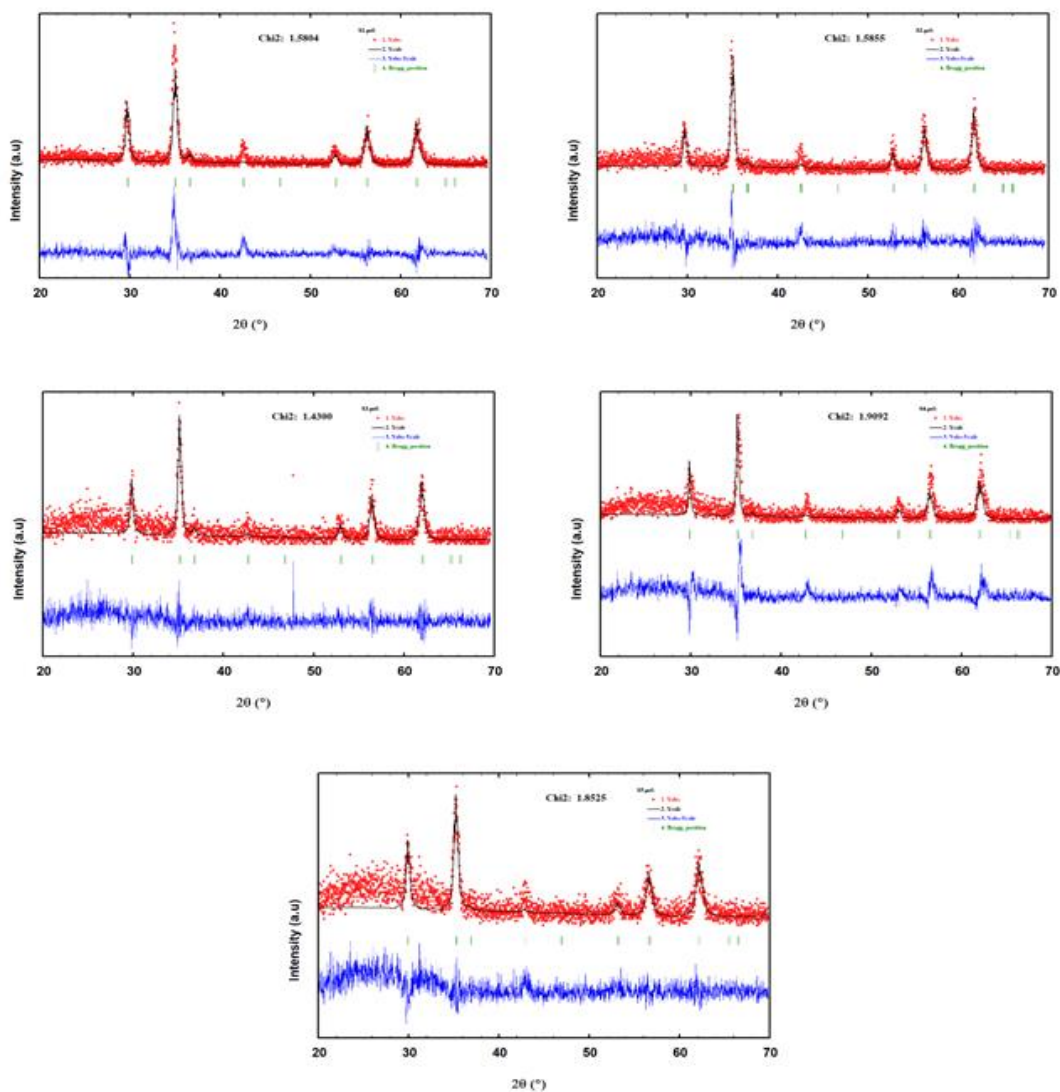 Chi2: 1.5804
1. Yobs
2. Ycalc
3. Yobs-Ycalc
4. Bragg_position
Intensity (a.u)
20 30 40 50 60 70
2θ (°)
Chi2: 1.5855
1. Yobs
2. Ycalc
3. Yobs-Ycalc
4. Bragg_position
Intensity (a.u)
20 30 40 50 60 70
2θ (°)
Chi2: 1.4300
1. Yobs
2. Ycalc
3. Yobs-Ycalc
4. Bragg_position
Intensity (a.u)
20 30 40 50 60 70
2θ (°)
Chi2: 1.9092
1. Yobs
2. Ycalc
3. Yobs-Ycalc
4. Bragg_position
Intensity (a.u)
20 30 40 50 60 70
2θ (°)
Chi2: 1.8525
1. Yobs
2. Ycalc
3. Yobs-Ycalc
4. Bragg_position
Intensity (a.u)
20 30 40 50 60 70
2θ (°)